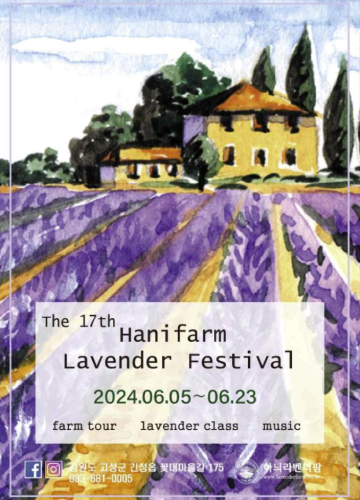 The 17th
Hanifarm
Lavender Festival
2024.06.05~06.23
farm tour lavender class music
강원도 고성군 간성읍 꽃대마을길 175
033-681-0005
하늬라벤더팜